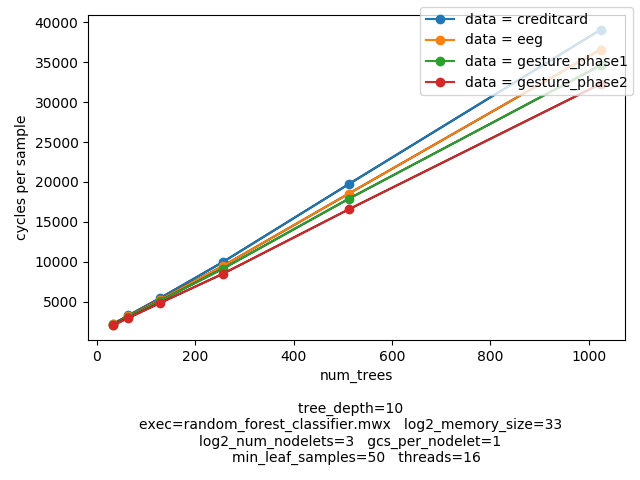 data = creditcard
data = eeg
data = gesture_phase1
data = gesture_phase2
40000
35000
30000
25000
20000
15000
10000
5000
cycles per sample
0 200 400 600 800 1000
num_trees
tree_depth=10
exec=random_forest_classifier.mwx log2_memory_size=33
log2_num_nodelets=3 gcs_per_nodelet=1
min_leaf_samples=50 threads=16